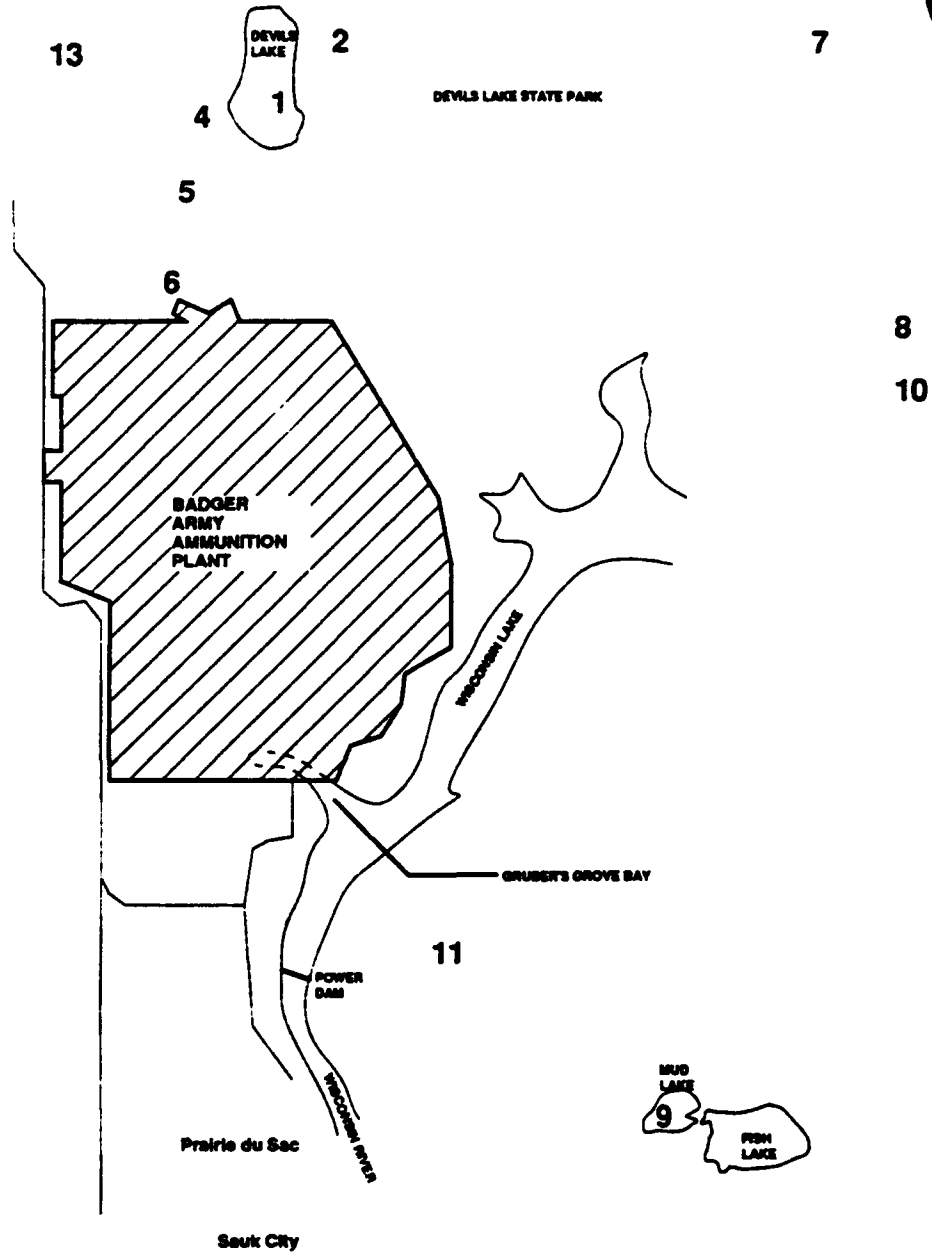 13
DEVILS
LAKE
2
7
4
1
DEVILS LAKE STATE PARK
5
6
8
10
BADGER
ARMY
AMMUNITION
PLANT
WISCONSIN LAKE
GRUBER'S GROVE BAY
11
POWER
DAM
WISCONSIN RIVER
MUD
LAKE
9
FISH
LAKE
Prairie du Sac
Sauk City